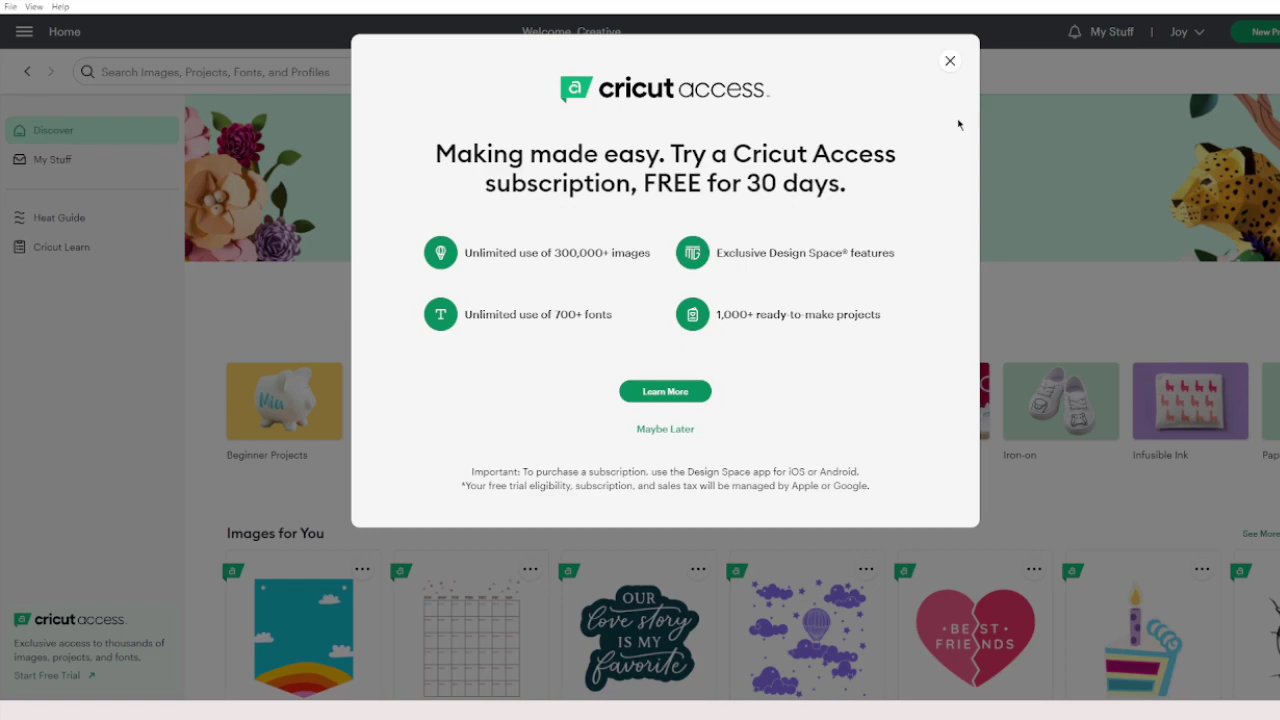 File View Help
Home
Welcome, Creative
My Stuff | Joy
Search Images, Projects, Fonts, and Profiles
Discover
My Stuff
Heat Guide
Cricut Learn
a cricut access™
Making made easy. Try a Cricut Access
subscription, FREE for 30 days.
Unlimited use of 300,000+ images
Exclusive Design Space® features
T Unlimited use of 700+ fonts
1,000+ ready-to-make projects
Learn More
Maybe Later
Important: To purchase a subscription, use the Design Space app for iOS or Android.
*Your free trial eligibility, subscription, and sales tax will be managed by Apple or Google.
Mia
Beginner Projects
Iron-on
Infusible Ink
Images for You
See More
a
a
a
a
a
a
a
OUR
love story
IS MY
favorite
• BEST •
FRIENDS
a cricut access™
Exclusive access to thousands of
images, projects, and fonts.
Start Free Trial